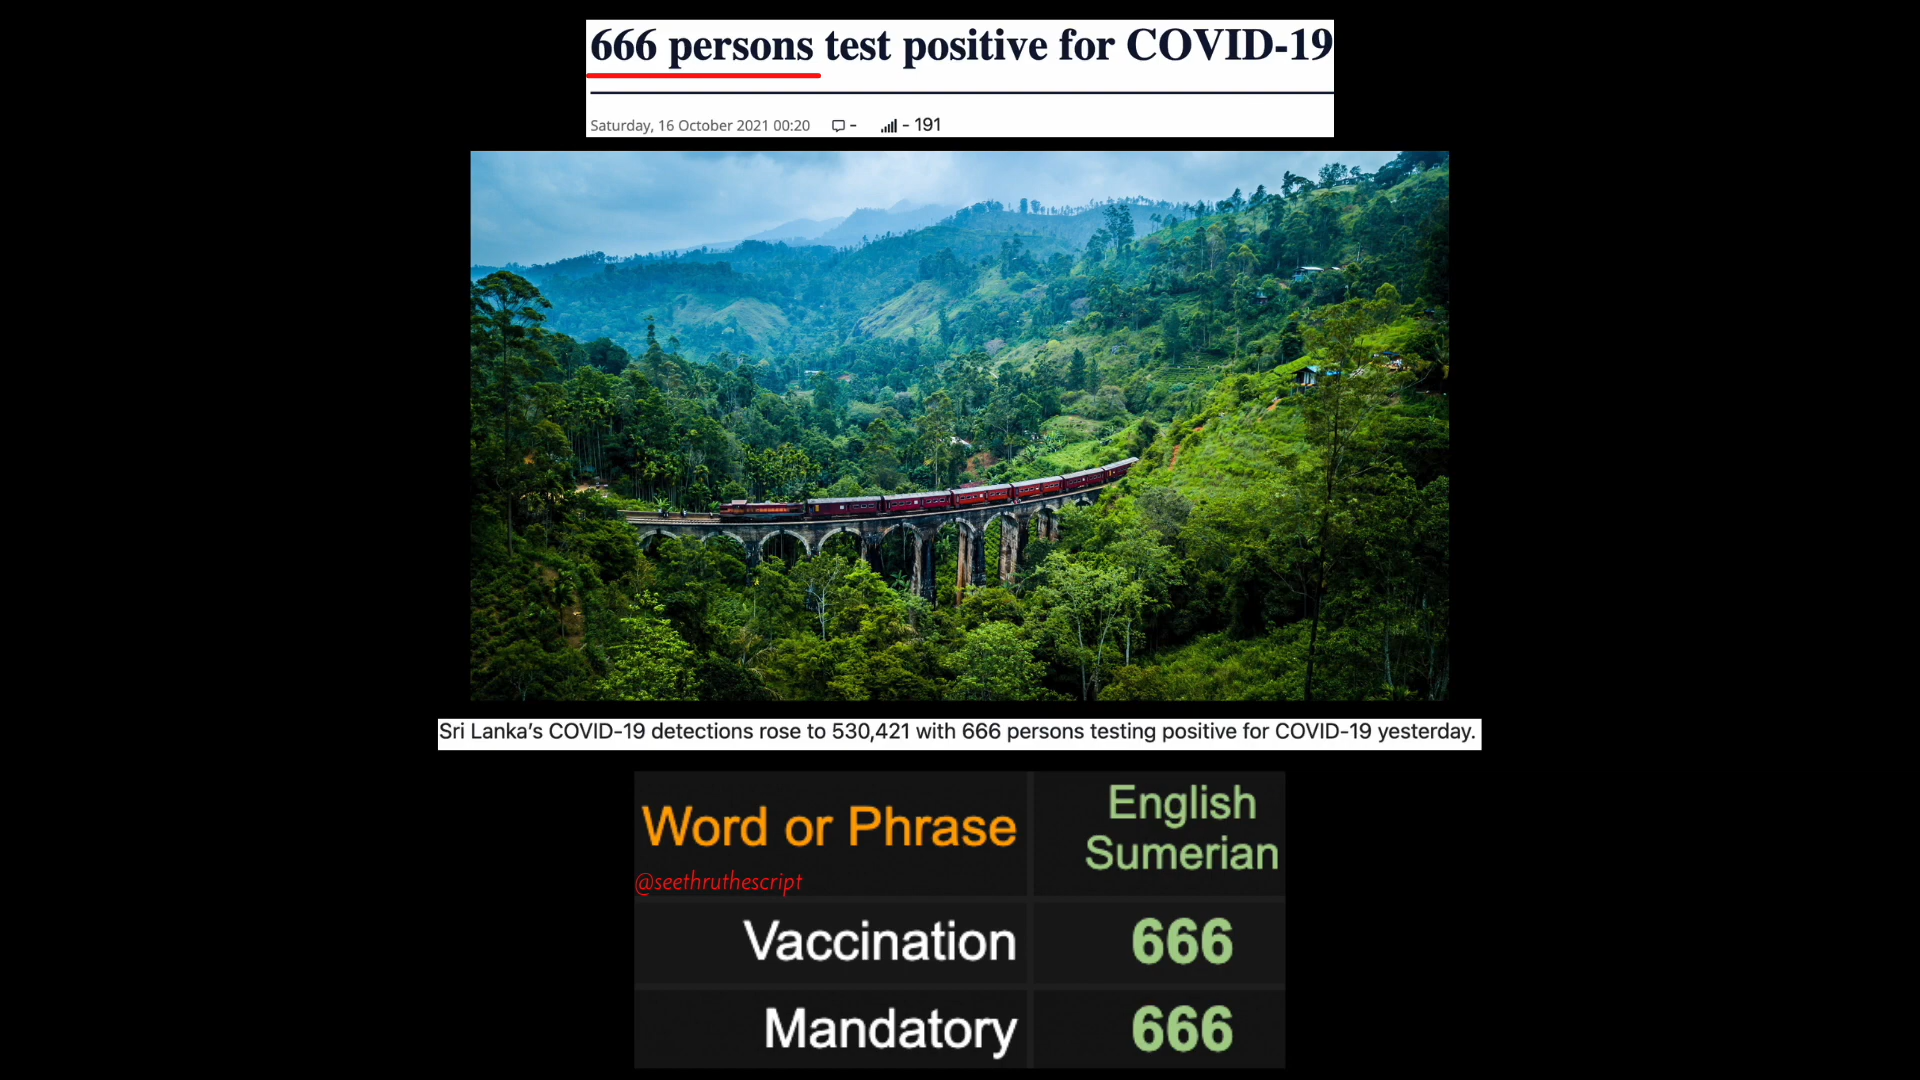 666 persons test positive for COVID-19
Saturday, 16 October 2021 00:20 - - 191
Sri Lanka's COVID-19 detections rose to 530,421 with 666 persons testing positive for COVID-19 yesterday.
Word or Phrase
English
Sumerian
@seethruthescript
Vaccination 666
Mandatory 666